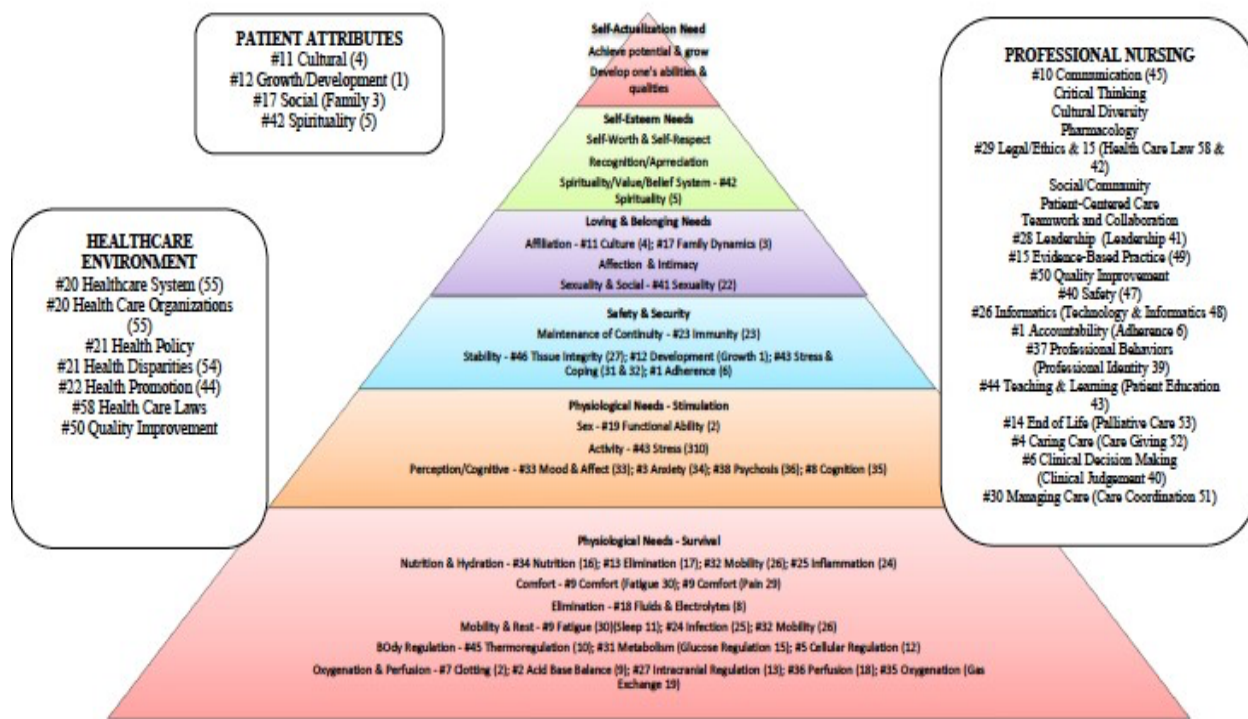 PATIENT ATTRIBUTES
#11 Cultural (4)
#12 Growth/Development (1)
#17 Social (Family 3)
#42 Spirituality (5)
HEALTHCARE
ENVIRONMENT
#20 Healthcare System (55)
#20 Health Care Organizations
(55)
#21 Health Policy
#21 Health Disparities (54)
#22 Health Promotion (44)
#58 Health Care Laws
#50 Quality Improvement
Self-Actualization Need
Achieve potential & grow
Develop one's abilities &
qualities
Self-Esteem Needs
Self-Worth & Self-Respect
Recognition/Aprreciation
Spirituality/Value/Belief System - #42
Spirituality (5)
Loving & Belonging Needs
Affiliation - #11 Culture (4); #17 Family Dynamics (3)
Affection & Intimacy
Sexuality & Social - #41 Sexuality (22)
Safety & Security
Maintenance of Continuity - #23 Immunity (23)
Stability - #46 Tissue Integrity (27); #12 Development (Growth 1); #43 Stress &
Coping (31 & 32); #1 Adherence (6)
Physiological Needs - Stimulation
Sex - #19 Functional Ability (2)
Activity - #43 Stress (310)
Perception/Cognitive - #33 Mood & Affect (33); #3 Anxiety (34); #38 Psychosis (36); #8 Cognition (35)
Physiological Needs - Survival
Nutrition & Hydration - #34 Nutrition (16); #13 Elimination (17); #32 Mobility (26); #25 Inflammation (24)
Comfort - #9 Comfort (Fatigue 30); #9 Comfort (Pain 29)
Elimination - #18 Fluids & Electrolytes (8)
Mobility & Rest - #9 Fatigue (30)(Sleep 11); #24 Infection (25); #32 Mobility (26)
BOdy Regulation - #45 Thermoregulation (10); #31 Metabolism (Glucose Regulation 15); #5 Cellular Regulation (12)
Oxygenation & Perfusion - #7 Clotting (2); #2 Acid Base Balance (9); #27 Intracranial Regulation (13); #36 Perfusion (18); #35 Oxygenation (Gas
Exchange 19)
PROFESSIONAL NURSING
#10 Communication (45)
Critical Thinking
Cultural Diversity
Pharmacology
#29 Legal/Ethics & 15 (Health Care Law 58 &
42)
Social/Community
Patient-Centered Care
Teamwork and Collaboration
#28 Leadership (Leadership 41)
#15 Evidence-Based Practice (49)
#50 Quality Improvement
#40 Safety (47)
#26 Informatics (Technology & Informatics 48)
#1 Accountability (Adherence 6)
#37 Professional Behaviors
(Professional Identity 39)
#44 Teaching & Learning (Patient Education
43)
#14 End of Life (Palliative Care 53)
#4 Caring Care (Care Giving 52)
#6 Clinical Decision Making
(Clinical Judgement 40)
#30 Managing Care (Care Coordination 51)